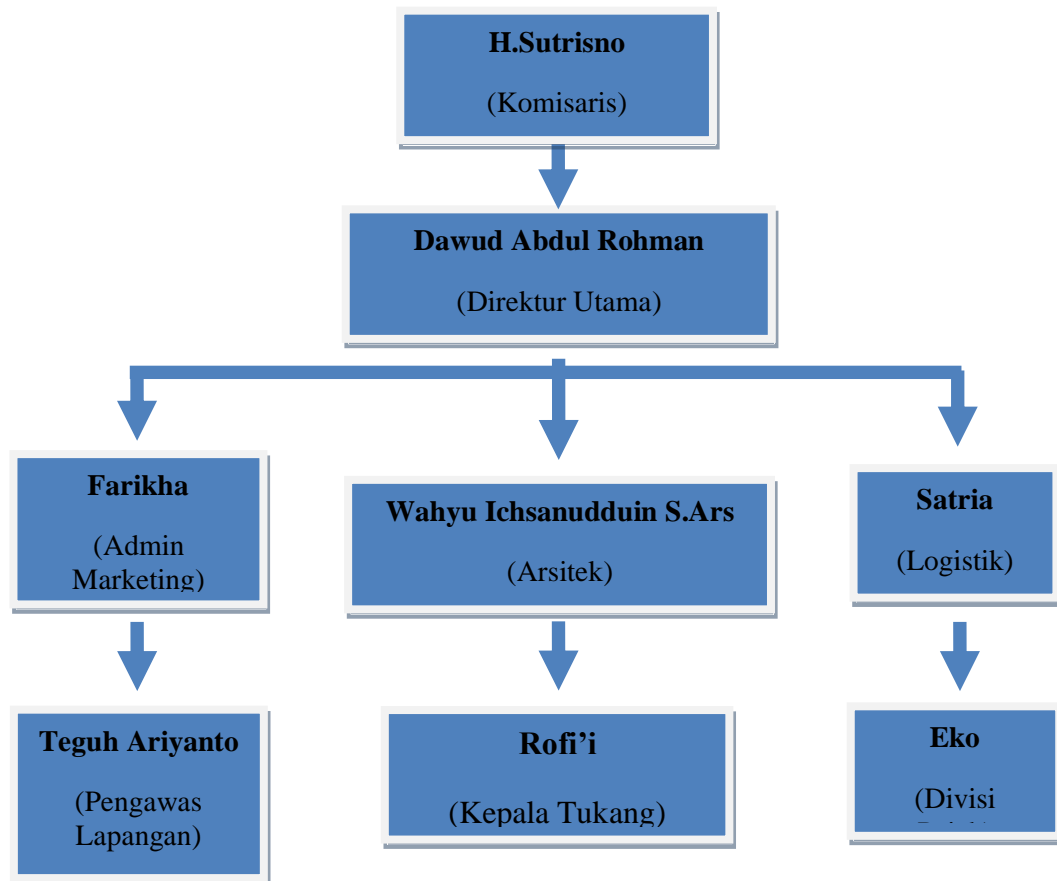 H.Sutrisno
(Komisaris)
Dawud Abdul Rohman
(Direktur Utama)
Farikha
(Admin
Marketing)
Wahyu Ichsanudduin S.Ars
(Arsitek)
Satria
(Logistik)
Teguh Ariyanto
(Pengawas
Lapangan)
Rofi’i
(Kepala Tukang)
Eko
(Divisi